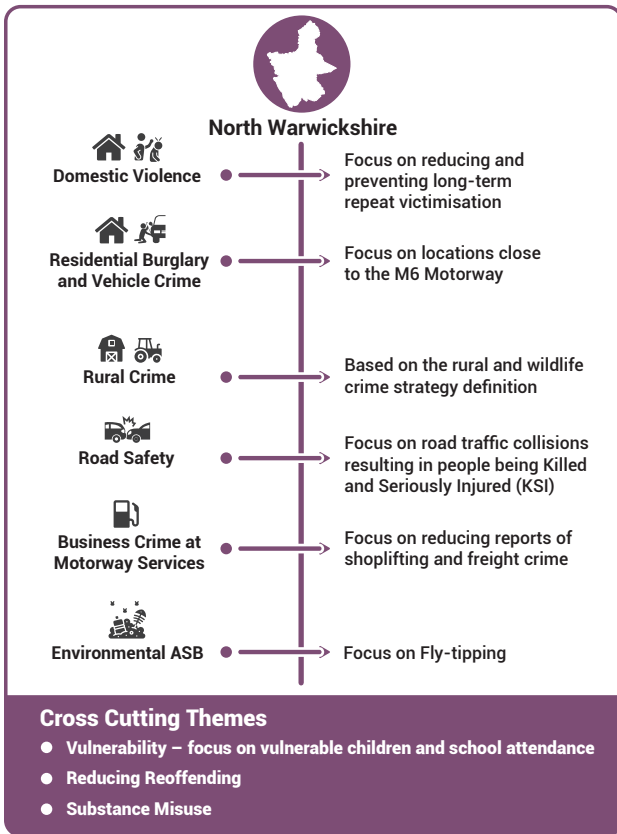 North Warwickshire
Domestic Violence
Focus on reducing and
preventing long-term
repeat victimisation
Residential Burglary
and Vehicle Crime
Focus on locations close
to the M6 Motorway
Rural Crime
Based on the rural and wildlife
crime strategy definition
Road Safety
Focus on road traffic collisions
resulting in people being Killed
and Seriously Injured (KSI)
Business Crime at
Motorway Services
Focus on reducing reports of
shoplifting and freight crime
Environmental ASB
Focus on Fly-tipping
Cross Cutting Themes
● Vulnerability – focus on vulnerable children and school attendance
● Reducing Reoffending
● Substance Misuse